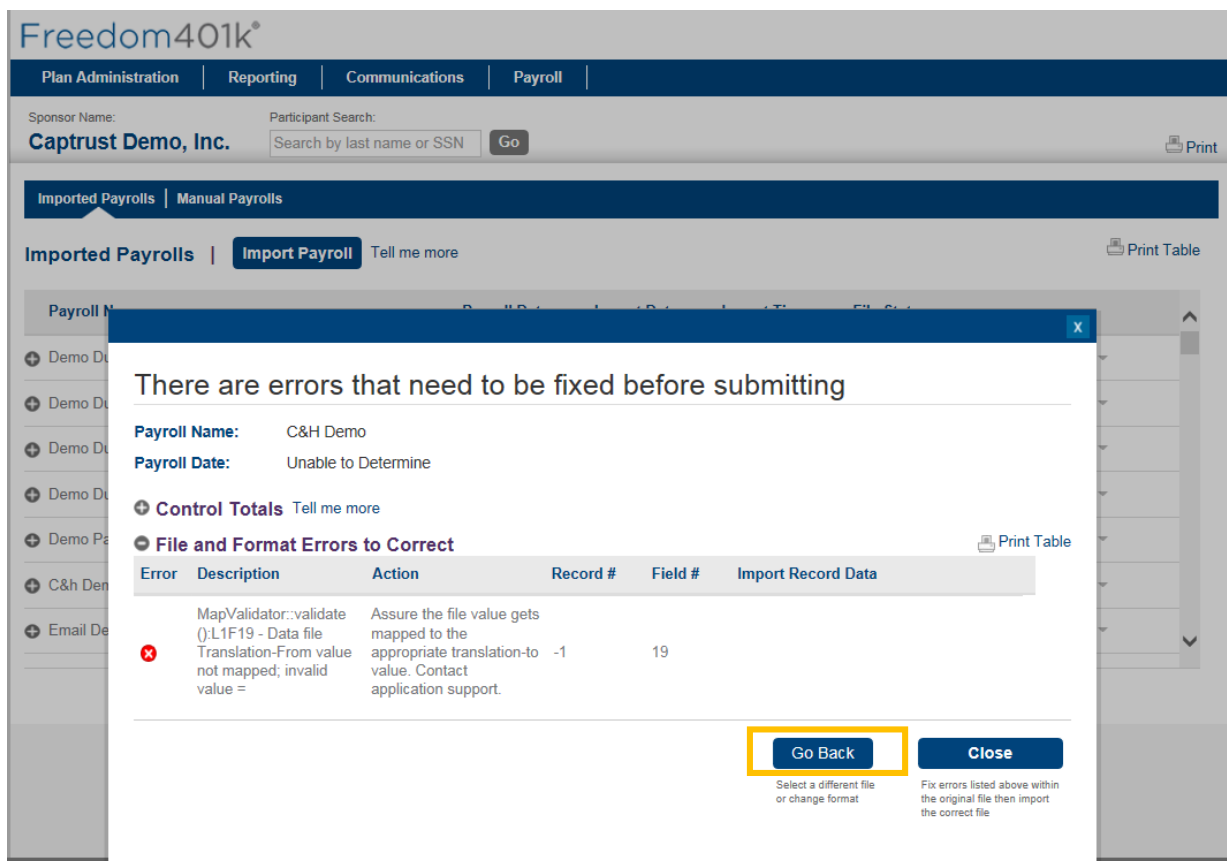 Freedom401k®
Plan Administration | Reporting | Communications | Payroll |
Sponsor Name: Participant Search:
Captrust Demo, Inc. Search by last name or SSN Go Print
Imported Payrolls | Manual Payrolls
Imported Payrolls | Import Payroll Tell me more Print Table
Payroll
X
Demo Du
There are errors that need to be fixed before submitting
Demo Du
Payroll Name: C&H Demo
Demo Du
Payroll Date: Unable to Determine
Demo Du
Control Totals Tell me more
Demo Pa
File and Format Errors to Correct Print Table
Error Description Action Record # Field # Import Record Data
C&h Dem
MapValidator::validate Assure the file value gets
():L1F19 - Data file mapped to the
Email De
Translation-From value appropriate translation-to -1 19
not mapped; invalid value. Contact
value = application support.
Go Back Close
Select a different file Fix errors listed above within
or change format the original file then import
the correct file